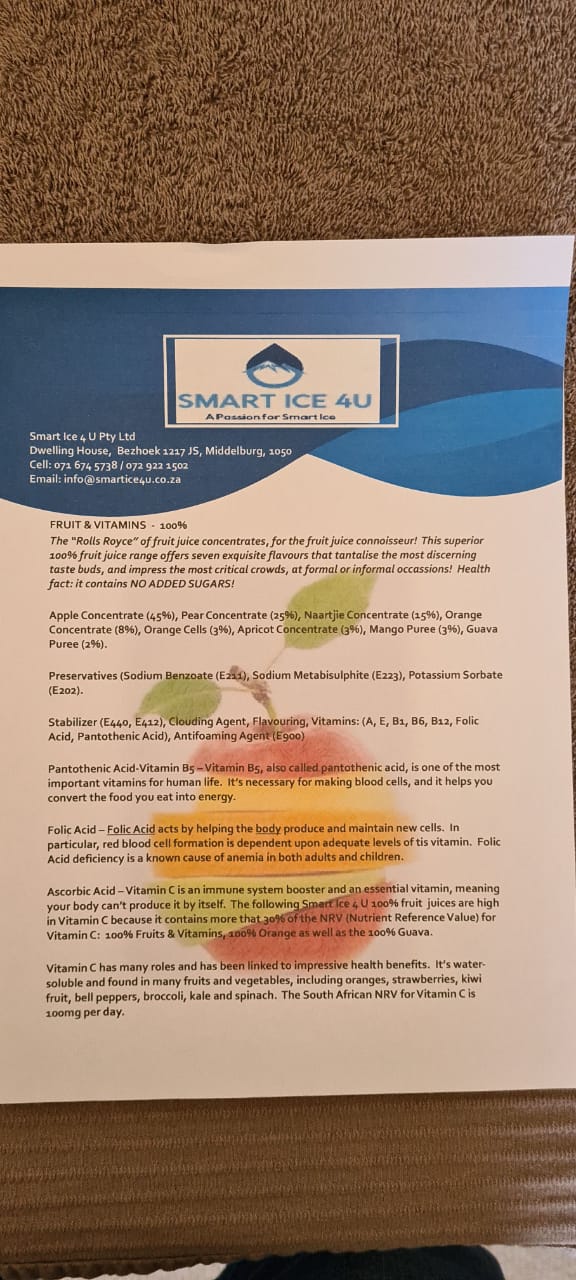 SMART ICE 4U
A Passion for Smart Ice
Smart Ice 4 U Pty Ltd
Dwelling House, Bezhoek 1217 JS, Middelburg, 1050
Cell: 071 674 5738 / 072 922 1502
Email: info@smartice4u.co.za
FRUIT & VITAMINS - 100%
The "Rolls Royce" of fruit juice concentrates, for the fruit juice connoisseur! This superior
100% fruit juice range offers seven exquisite flavours that tantalise the most discerning
taste buds, and impress the most critical crowds, at formal or informal occassions! Health
fact: it contains NO ADDED SUGARS!
Apple Concentrate (45%), Pear Concentrate (25%), Naartjie Concentrate (15%), Orange
Concentrate (8%), Orange Cells (3%), Apricot Concentrate (3%), Mango Puree (3%), Guava
Puree (2%).
Preservatives (Sodium Benzoate (E211), Sodium Metabisulphite (E223), Potassium Sorbate
(E202).
Stabilizer (E440, E412), Clouding Agent, Flavouring, Vitamins: (A, E, B1, B6, B12, Folic
Acid, Pantothenic Acid), Antifoaming Agent (E900)
Pantothenic Acid-Vitamin B5 – Vitamin B5, also called pantothenic acid, is one of the most
important vitamins for human life. It's necessary for making blood cells, and it helps you
convert the food you eat into energy.
Folic Acid – Folic Acid acts by helping the body produce and maintain new cells. In
particular, red blood cell formation is dependent upon adequate levels of tis vitamin. Folic
Acid deficiency is a known cause of anemia in both adults and children.
Ascorbic Acid – Vitamin C is an immune system booster and an essential vitamin, meaning
your body can't produce it by itself. The following Smart Ice 4 U 100% fruit juices are high
in Vitamin C because it contains more that 30% of the NRV (Nutrient Reference Value) for
Vitamin C: 100% Fruits & Vitamins, 100% Orange as well as the 100% Guava.
Vitamin C has many roles and has been linked to impressive health benefits. It's water-
soluble and found in many fruits and vegetables, including oranges, strawberries, kiwi
fruit, bell peppers, broccoli, kale and spinach. The South African NRV for Vitamin C is
100mg per day.